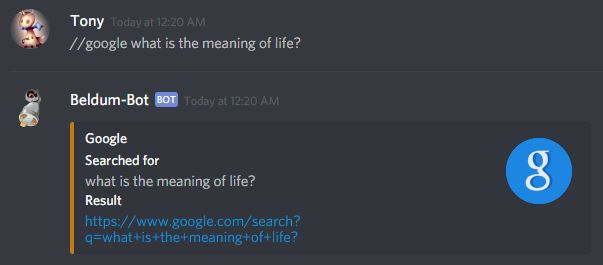 Tony Today at 12:20 AM
//google what is the meaning of life?
Beldum-Bot BOT Today at 12:20 AM
Google
Searched for
what is the meaning of life?
Result
https://www.google.com/search?
q=what+is+the+meaning+of+life?
g